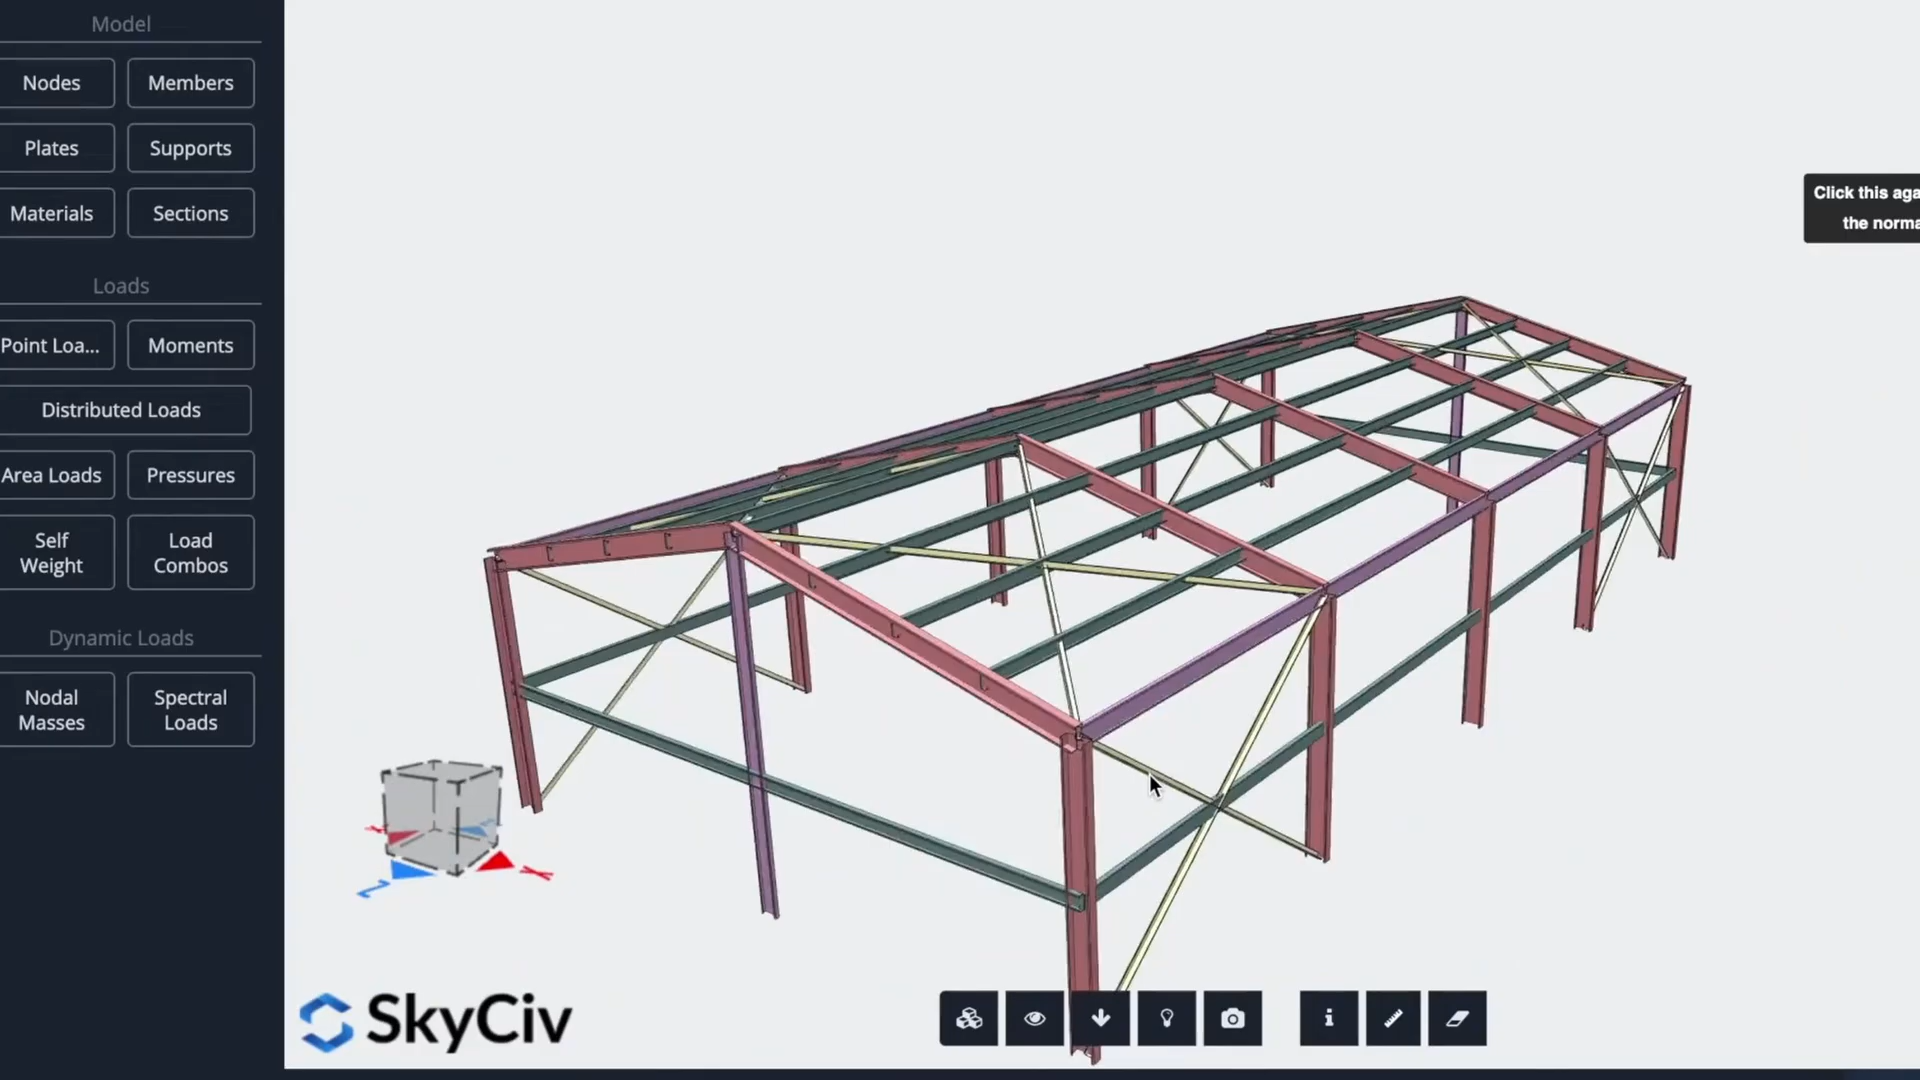 Model
Nodes
Members
Plates
Supports
Materials
Sections
Loads
Point Loa...
Moments
Distributed Loads
Area Loads
Pressures
Self
Weight
Load
Combos
Dynamic Loads
Nodal
Masses
Spectral
Loads
Click this aga
the norma
SkyCiv